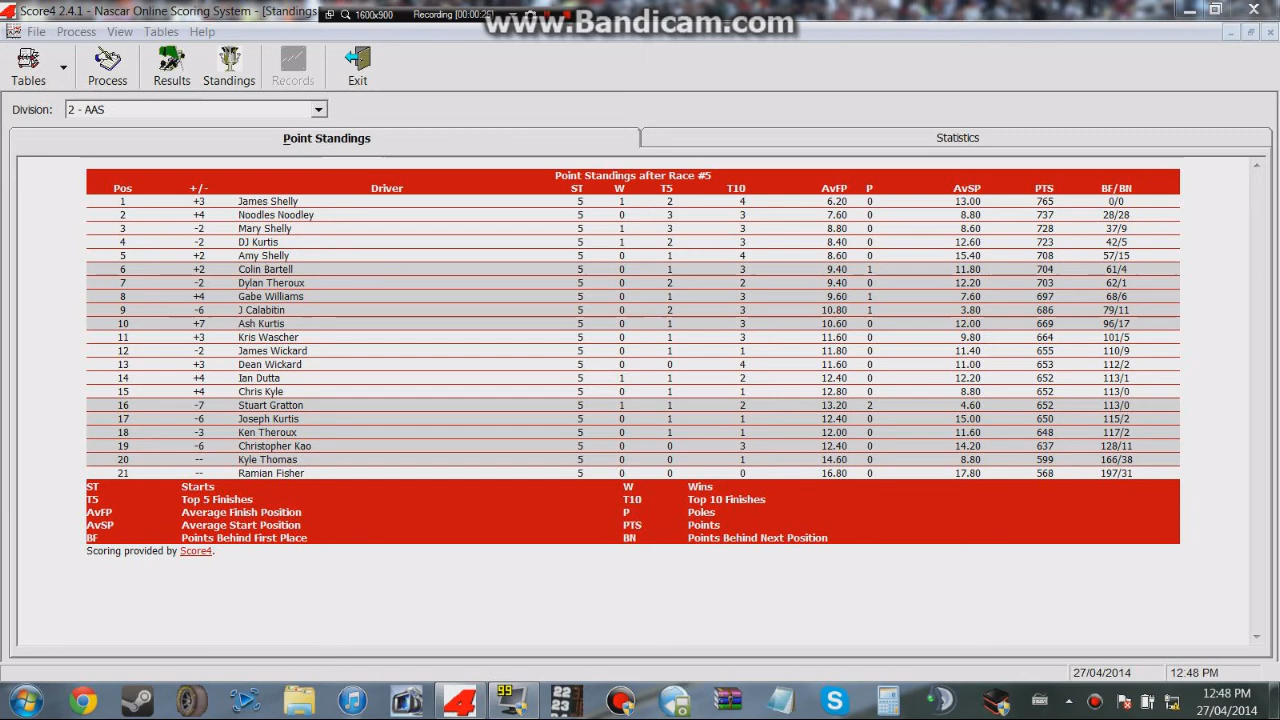 Score4 2.4.1 - Nascar Online Scoring System - [Standings
1600x900 Recording [00:00:25]
www.Bandicam.com
File Process View Tables Help
Tables Process Results Standings Records Exit
Division: 2 - AAS
Point Standings Statistics
Point Standings after Race #5
Pos +/- Driver ST W T5 T10 AvFP P AvSP PTS BF/BN
1 +3 James Shelly 5 1 2 4 6.20 0 13.00 765 0/0
2 +4 Noodles Noodley 5 0 3 3 7.60 0 8.80 737 28/28
3 -2 Mary Shelly 5 1 3 3 8.80 0 8.60 728 37/9
4 -2 DJ Kurtis 5 1 2 3 8.40 0 12.60 723 42/5
5 +2 Amy Shelly 5 0 1 4 8.60 0 15.40 708 57/15
6 +2 Colin Bartell 5 0 1 3 9.40 1 11.80 704 61/4
7 -2 Dylan Theroux 5 0 2 2 9.40 0 12.20 703 62/1
8 +4 Gabe Williams 5 0 1 3 9.60 1 7.60 697 68/6
9 -6 J Calabitin 5 0 2 3 10.80 1 3.80 686 79/11
10 +7 Ash Kurtis 5 0 1 3 10.60 0 12.00 669 96/17
11 +3 Kris Wascher 5 0 1 3 11.60 0 9.80 664 101/5
12 -2 James Wickard 5 0 1 1 11.80 0 11.40 655 110/9
13 +3 Dean Wickard 5 0 0 4 11.60 0 11.00 653 112/2
14 +4 Ian Dutta 5 1 1 2 12.40 0 12.20 652 113/1
15 +4 Chris Kyle 5 0 1 1 12.80 0 8.80 652 113/0
16 -7 Stuart Gratton 5 1 1 2 13.20 2 4.60 652 113/0
17 -6 Joseph Kurtis 5 0 1 1 12.40 0 15.00 650 115/2
18 -3 Ken Theroux 5 0 1 1 12.00 0 11.60 648 117/2
19 -6 Christopher Kao 5 0 0 3 12.40 0 14.20 637 128/11
20 -- Kyle Thomas 5 0 0 1 14.60 0 8.80 599 166/38
21 -- Ramian Fisher 5 0 0 0 16.80 0 17.80 568 197/31
ST Starts W Wins
T5 Top 5 Finishes T10 Top 10 Finishes
AvFP Average Finish Position P Poles
AvSP Average Start Position PTS Points
BF Points Behind First Place BN Points Behind Next Position
Scoring provided by Score4.
27/04/2014 12:48 PM
99
22
23
12:48 PM
27/04/2014